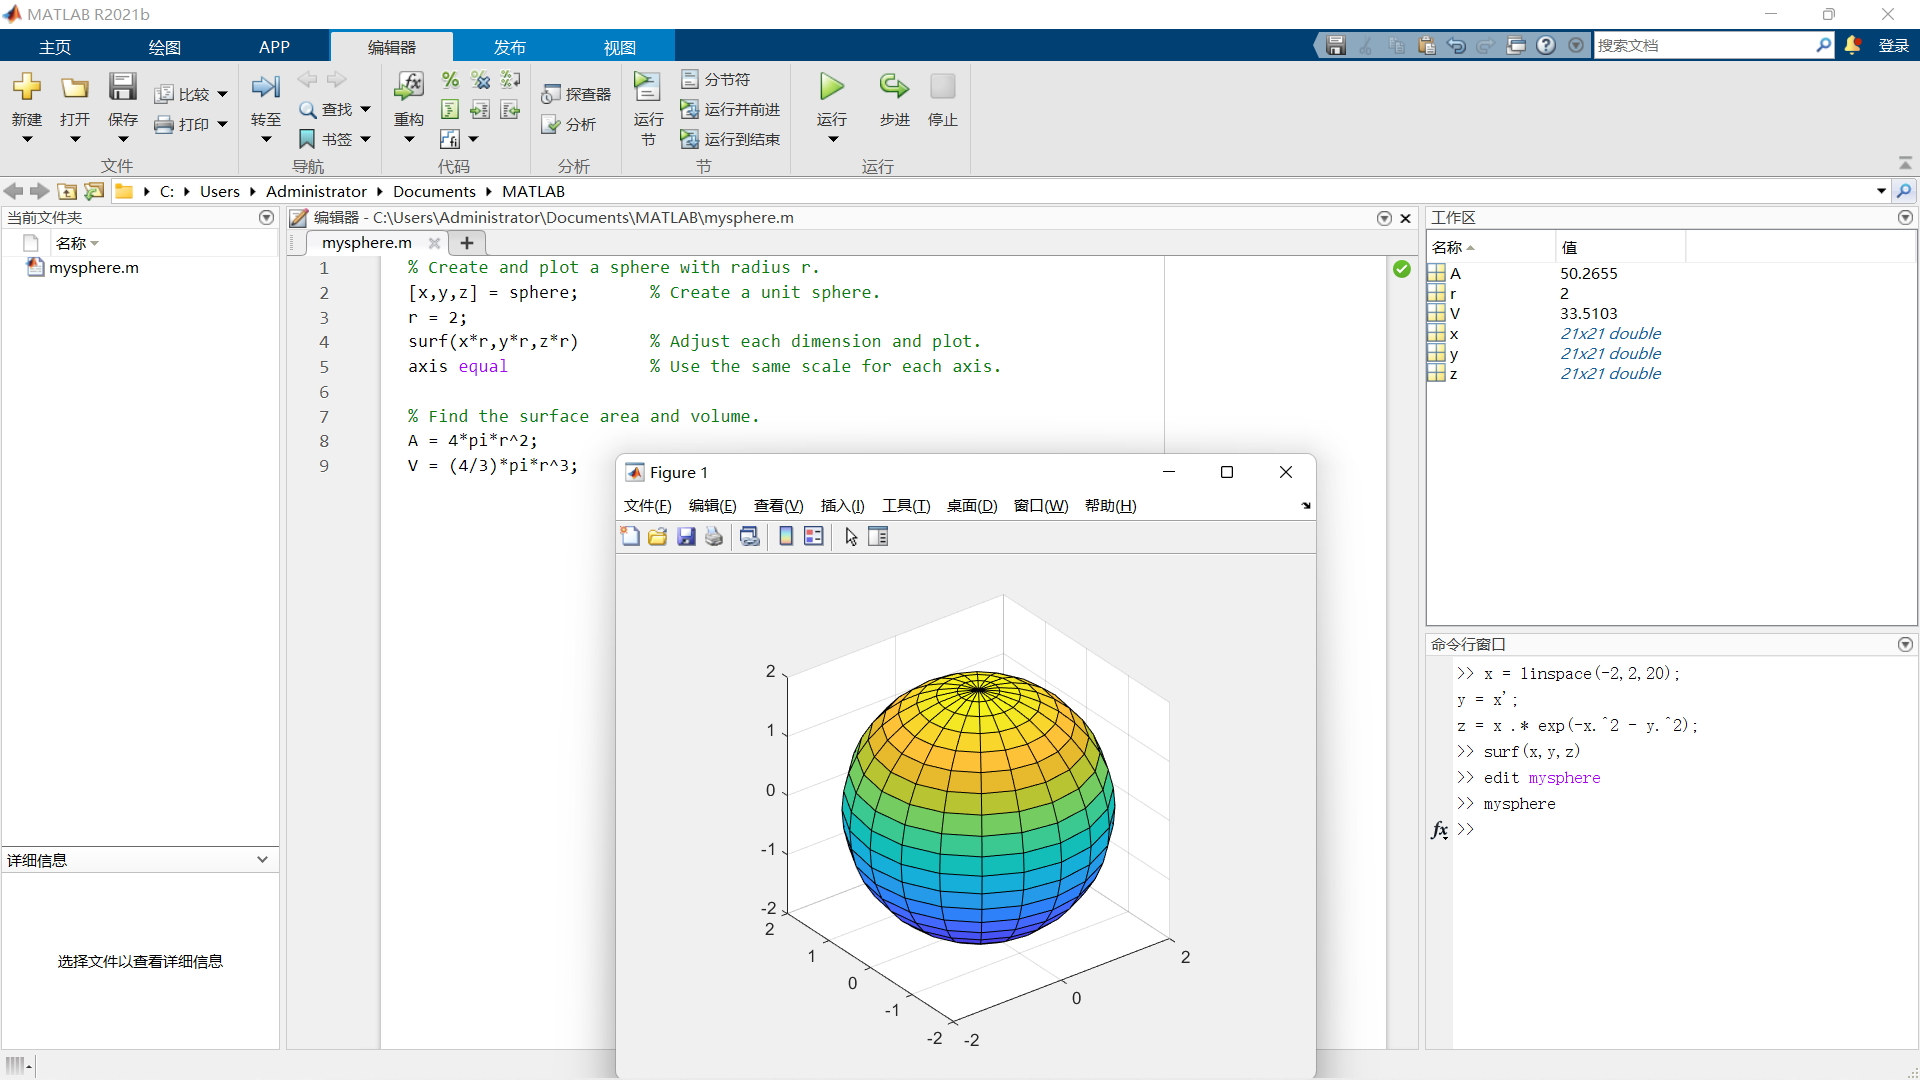 MATLAB R2021b
主页 绘图 APP 编辑器 发布 视图 搜索文档 登录
新建 打开 保存 比较 打印 转至 查找 书签 重构 探查器 分析 运行节 分节符 运行并前进 运行到结束 运行 步进 停止
文件 导航 代码 分析 节 运行
C: Users Administrator Documents MATLAB
当前文件夹
名称
mysphere.m
详细信息
选择文件以查看详细信息
编辑器 - C:\Users\Administrator\Documents\MATLAB\mysphere.m
mysphere.m
1 % Create and plot a sphere with radius r.
2 [x,y,z] = sphere; % Create a unit sphere.
3 r = 2;
4 surf(x*r,y*r,z*r) % Adjust each dimension and plot.
5 axis equal % Use the same scale for each axis.
6
7 % Find the surface area and volume.
8 A = 4*pi*r^2;
9 V = (4/3)*pi*r^3;
Figure 1
文件(F) 编辑(E) 查看(V) 插入(I) 工具(T) 桌面(D) 窗口(W) 帮助(H)
2
1
0
-1
-2
2
1
0
-1
-2
-2
0
2
工作区
名称 值
A 50.2655
r 2
V 33.5103
x 21x21 double
y 21x21 double
z 21x21 double
命令行窗口
>> x = linspace(-2,2,20);
y = x';
z = x .* exp(-x.^2 - y.^2);
>> surf(x,y,z)
>> edit mysphere
>> mysphere
fx >>